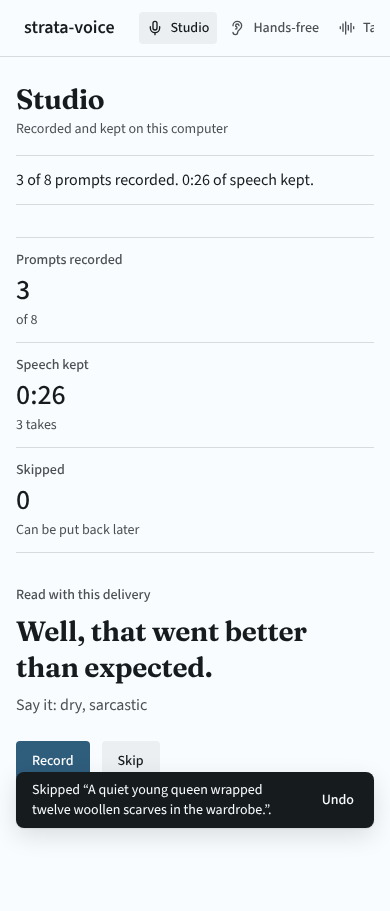 strata-voice
Studio
Hands-free
Ta
Studio
Recorded and kept on this computer
3 of 8 prompts recorded. 0:26 of speech kept.
Prompts recorded
3
of 8
Speech kept
0:26
3 takes
Skipped
0
Can be put back later
Read with this delivery
Well, that went better
than expected.
Say it: dry, sarcastic
Record
Skip
Skipped “A quiet young queen wrapped
twelve woollen scarves in the wardrobe.”.
Undo